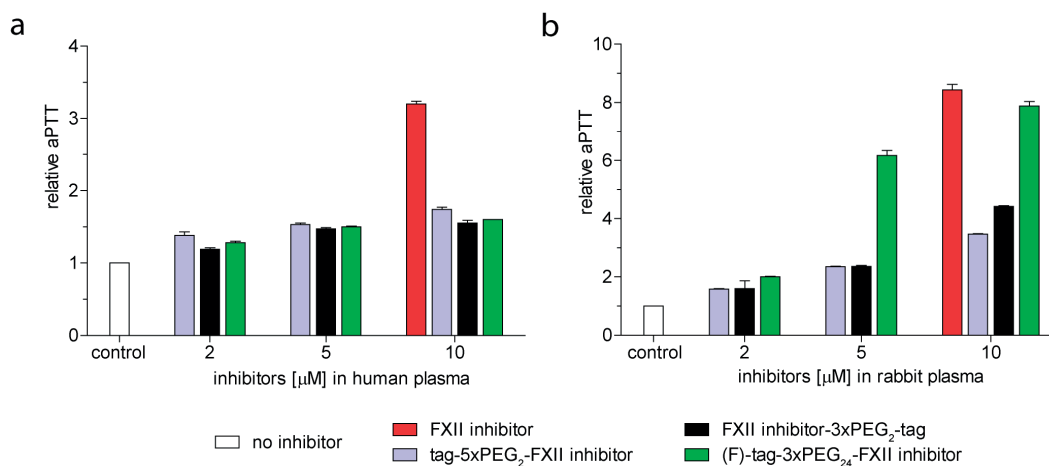 a
4
3
2
1
0
relative aPTT
control 2 5 10
inhibitors [μM] in human plasma
b
10
8
6
4
2
0
relative aPTT
control 2 5 10
inhibitors [μM] in rabbit plasma
no inhibitor
FXII inhibitor
tag-5xPEG2-FXII inhibitor
FXII inhibitor-3xPEG2-tag
(F)-tag-3xPEG24-FXII inhibitor